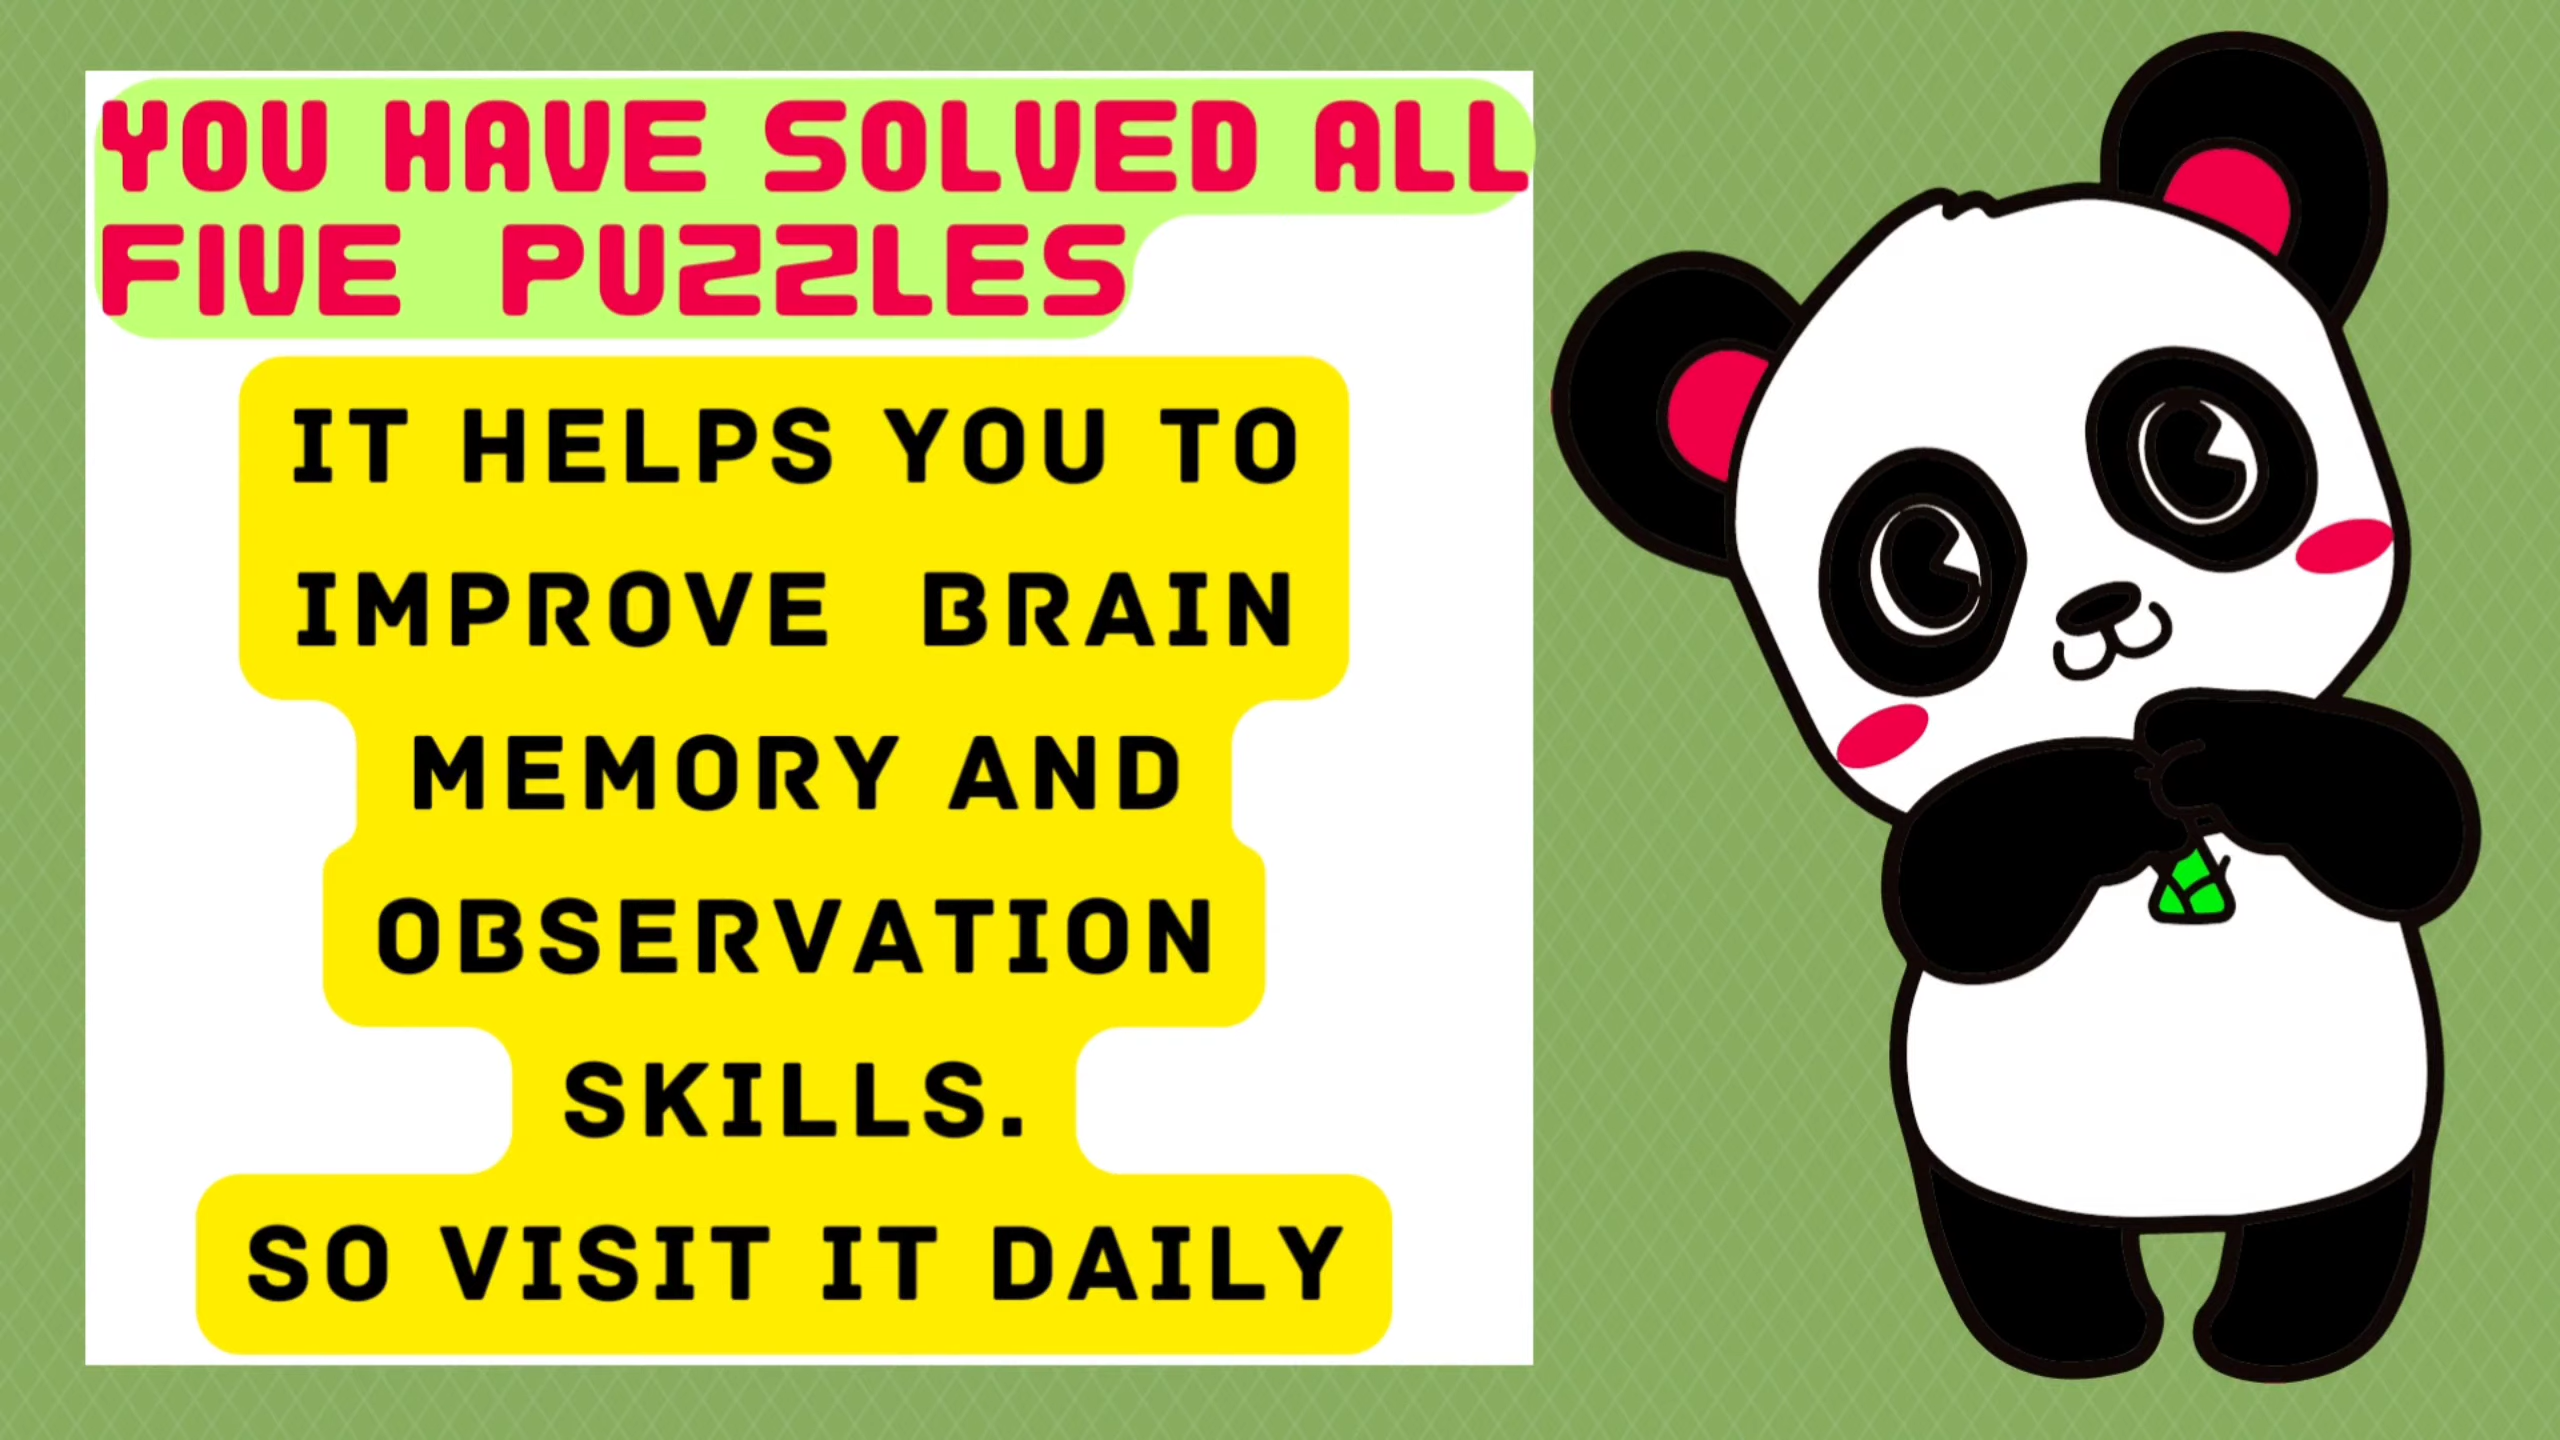 YOU HAVE SOLVED ALL
FIVE PUZZLES
IT HELPS YOU TO
IMPROVE BRAIN
MEMORY AND
OBSERVATION
SKILLS.
SO VISIT IT DAILY